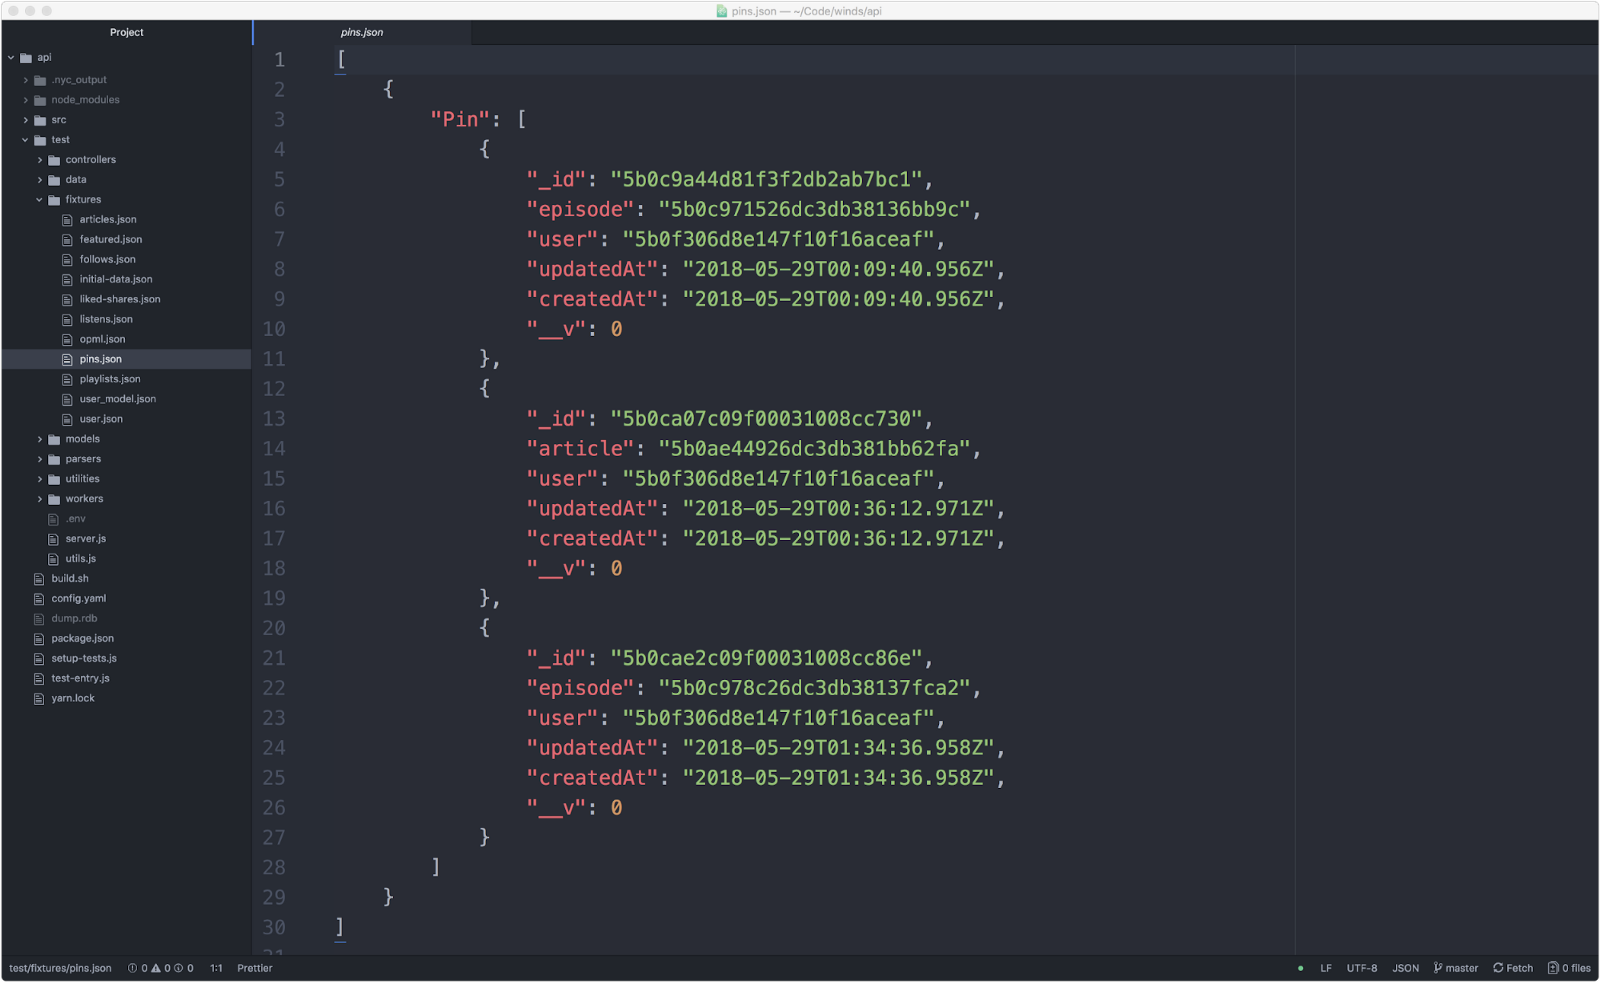 pins.json — ~/Code/winds/api
Project
api
.nyc_output
node_modules
src
test
controllers
data
fixtures
articles.json
featured.json
follows.json
initial-data.json
liked-shares.json
listens.json
opml.json
pins.json
playlists.json
user_model.json
user.json
models
parsers
utilities
workers
.env
server.js
utils.js
build.sh
config.yaml
dump.rdb
package.json
setup-tests.js
test-entry.js
yarn.lock
pins.json
1 [
2 {
3 "Pin": [
4 {
5 "_id": "5b0c9a44d81f3f2db2ab7bc1",
6 "episode": "5b0c971526dc3db38136bb9c",
7 "user": "5b0f306d8e147f10f16aceaf",
8 "updatedAt": "2018-05-29T00:09:40.956Z",
9 "createdAt": "2018-05-29T00:09:40.956Z",
10 "__v": 0
11 },
12 {
13 "_id": "5b0ca07c09f00031008cc730",
14 "article": "5b0ae44926dc3db381bb62fa",
15 "user": "5b0f306d8e147f10f16aceaf",
16 "updatedAt": "2018-05-29T00:36:12.971Z",
17 "createdAt": "2018-05-29T00:36:12.971Z",
18 "__v": 0
19 },
20 {
21 "_id": "5b0cae2c09f00031008cc86e",
22 "episode": "5b0c978c26dc3db38137fca2",
23 "user": "5b0f306d8e147f10f16aceaf",
24 "updatedAt": "2018-05-29T01:34:36.958Z",
25 "createdAt": "2018-05-29T01:34:36.958Z",
26 "__v": 0
27 }
28 ]
29 }
30 ]
31
test/fixtures/pins.json 0 0 0 1:1 Prettier LF UTF-8 JSON master Fetch 0 files